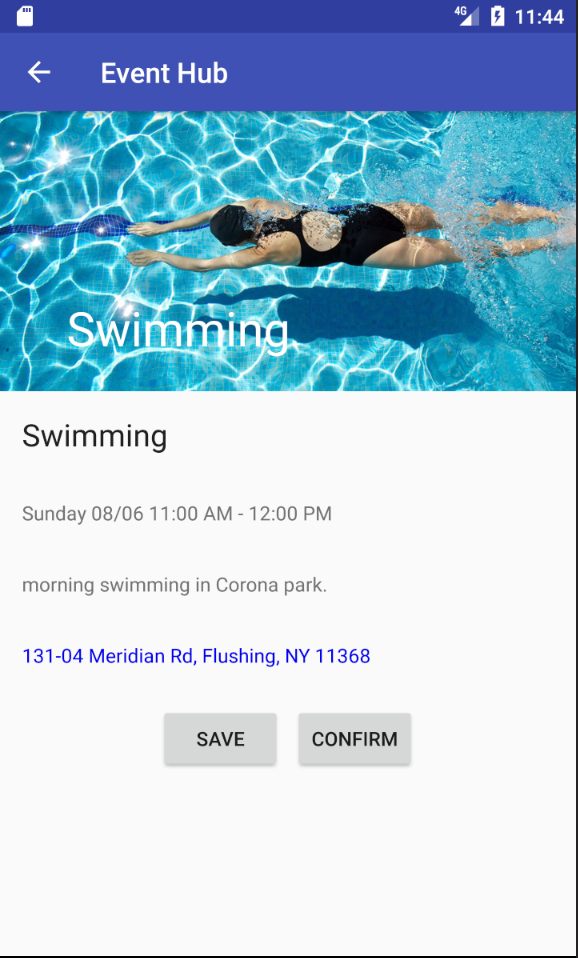 4G 11:44
Event Hub
Swimming
Swimming
Sunday 08/06 11:00 AM - 12:00 PM
morning swimming in Corona park.
131-04 Meridian Rd, Flushing, NY 11368
SAVE CONFIRM